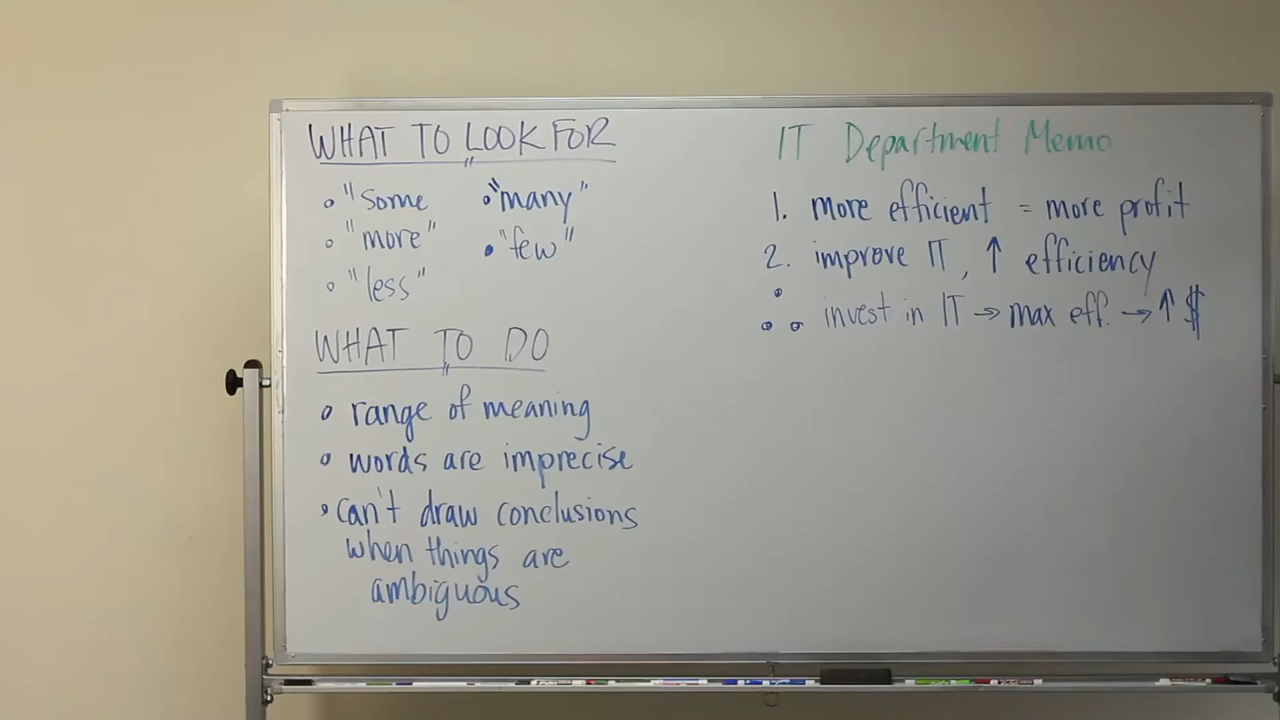 WHAT TO LOOK FOR
• "Some
• "more"
• "less"
• "many"
• "few"
WHAT TO DO
• range of meaning
• words are imprecise
• can't draw conclusions
when things are
ambiguous
IT Department Memo
1. more efficient = more profit
2. improve IT, ↑ efficiency
∴ invest in IT → max eff. → ↑ $